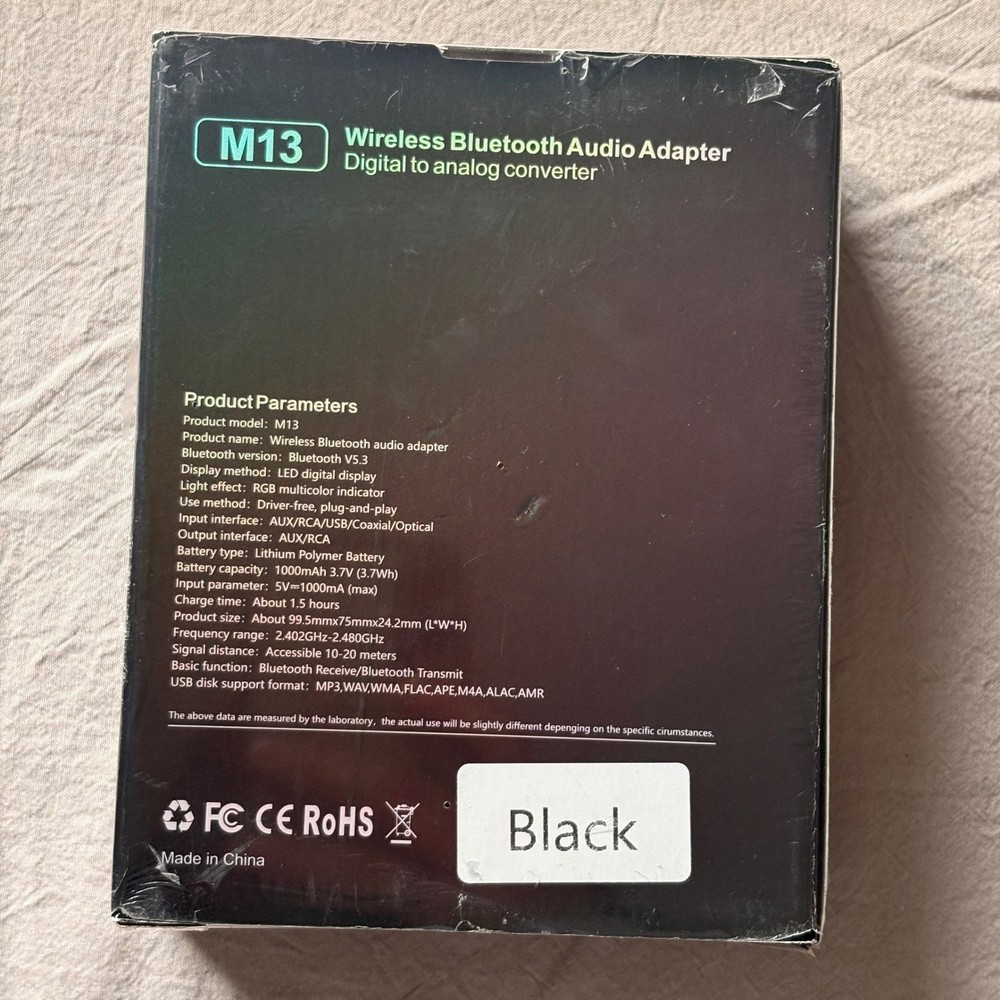 M13
Wireless Bluetooth Audio Adapter
Digital to analog converter
Product Parameters
Product model: M13
Product name: Wireless Bluetooth audio adapter
Bluetooth version: Bluetooth V5.3
Display method: LED digital display
Light effect: RGB multicolor indicator
Use method: Driver-free, plug-and-play
Input interface: AUX/RCA/USB/Coaxial/Optical
Output interface: AUX/RCA
Battery type: Lithium Polymer Battery
Battery capacity: 1000mAh 3.7V (3.7Wh)
Input parameter: 5V⎓1000mA (max)
Charge time: About 1.5 hours
Product size: About 99.5mmx75mmx24.2mm (L*W*H)
Frequency range: 2.402GHz-2.480GHz
Signal distance: Accessible 10-20 meters
Basic function: Bluetooth Receive/Bluetooth Transmit
USB disk support format: MP3,WAV,WMA,FLAC,APE,M4A,ALAC,AMR
The above data are measured by the laboratory, the actual use will be slightly different depenging on the specific cirumstances.
FC CE RoHS
Made in China
Black